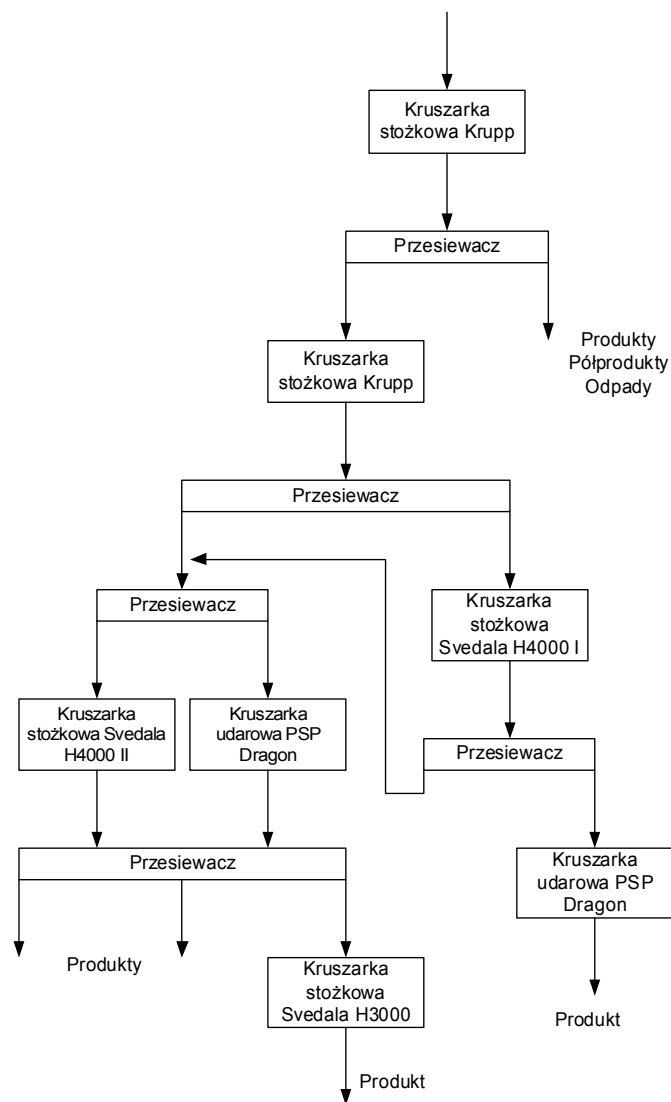 Kruszarka
stożkowa Krupp
Przesiewacz
Produkty
Półprodukty
Odpady
Kruszarka
stożkowa Krupp
Przesiewacz
Przesiewacz
Kruszarka
stożkowa
Svedala H4000 I
Kruszarka
stożkowa Svedala
H4000 II
Kruszarka
udarowa PSP
Dragon
Przesiewacz
Przesiewacz
Kruszarka
udarowa PSP
Dragon
Produkty
Kruszarka
stożkowa
Svedala H3000
Produkt
Produkt